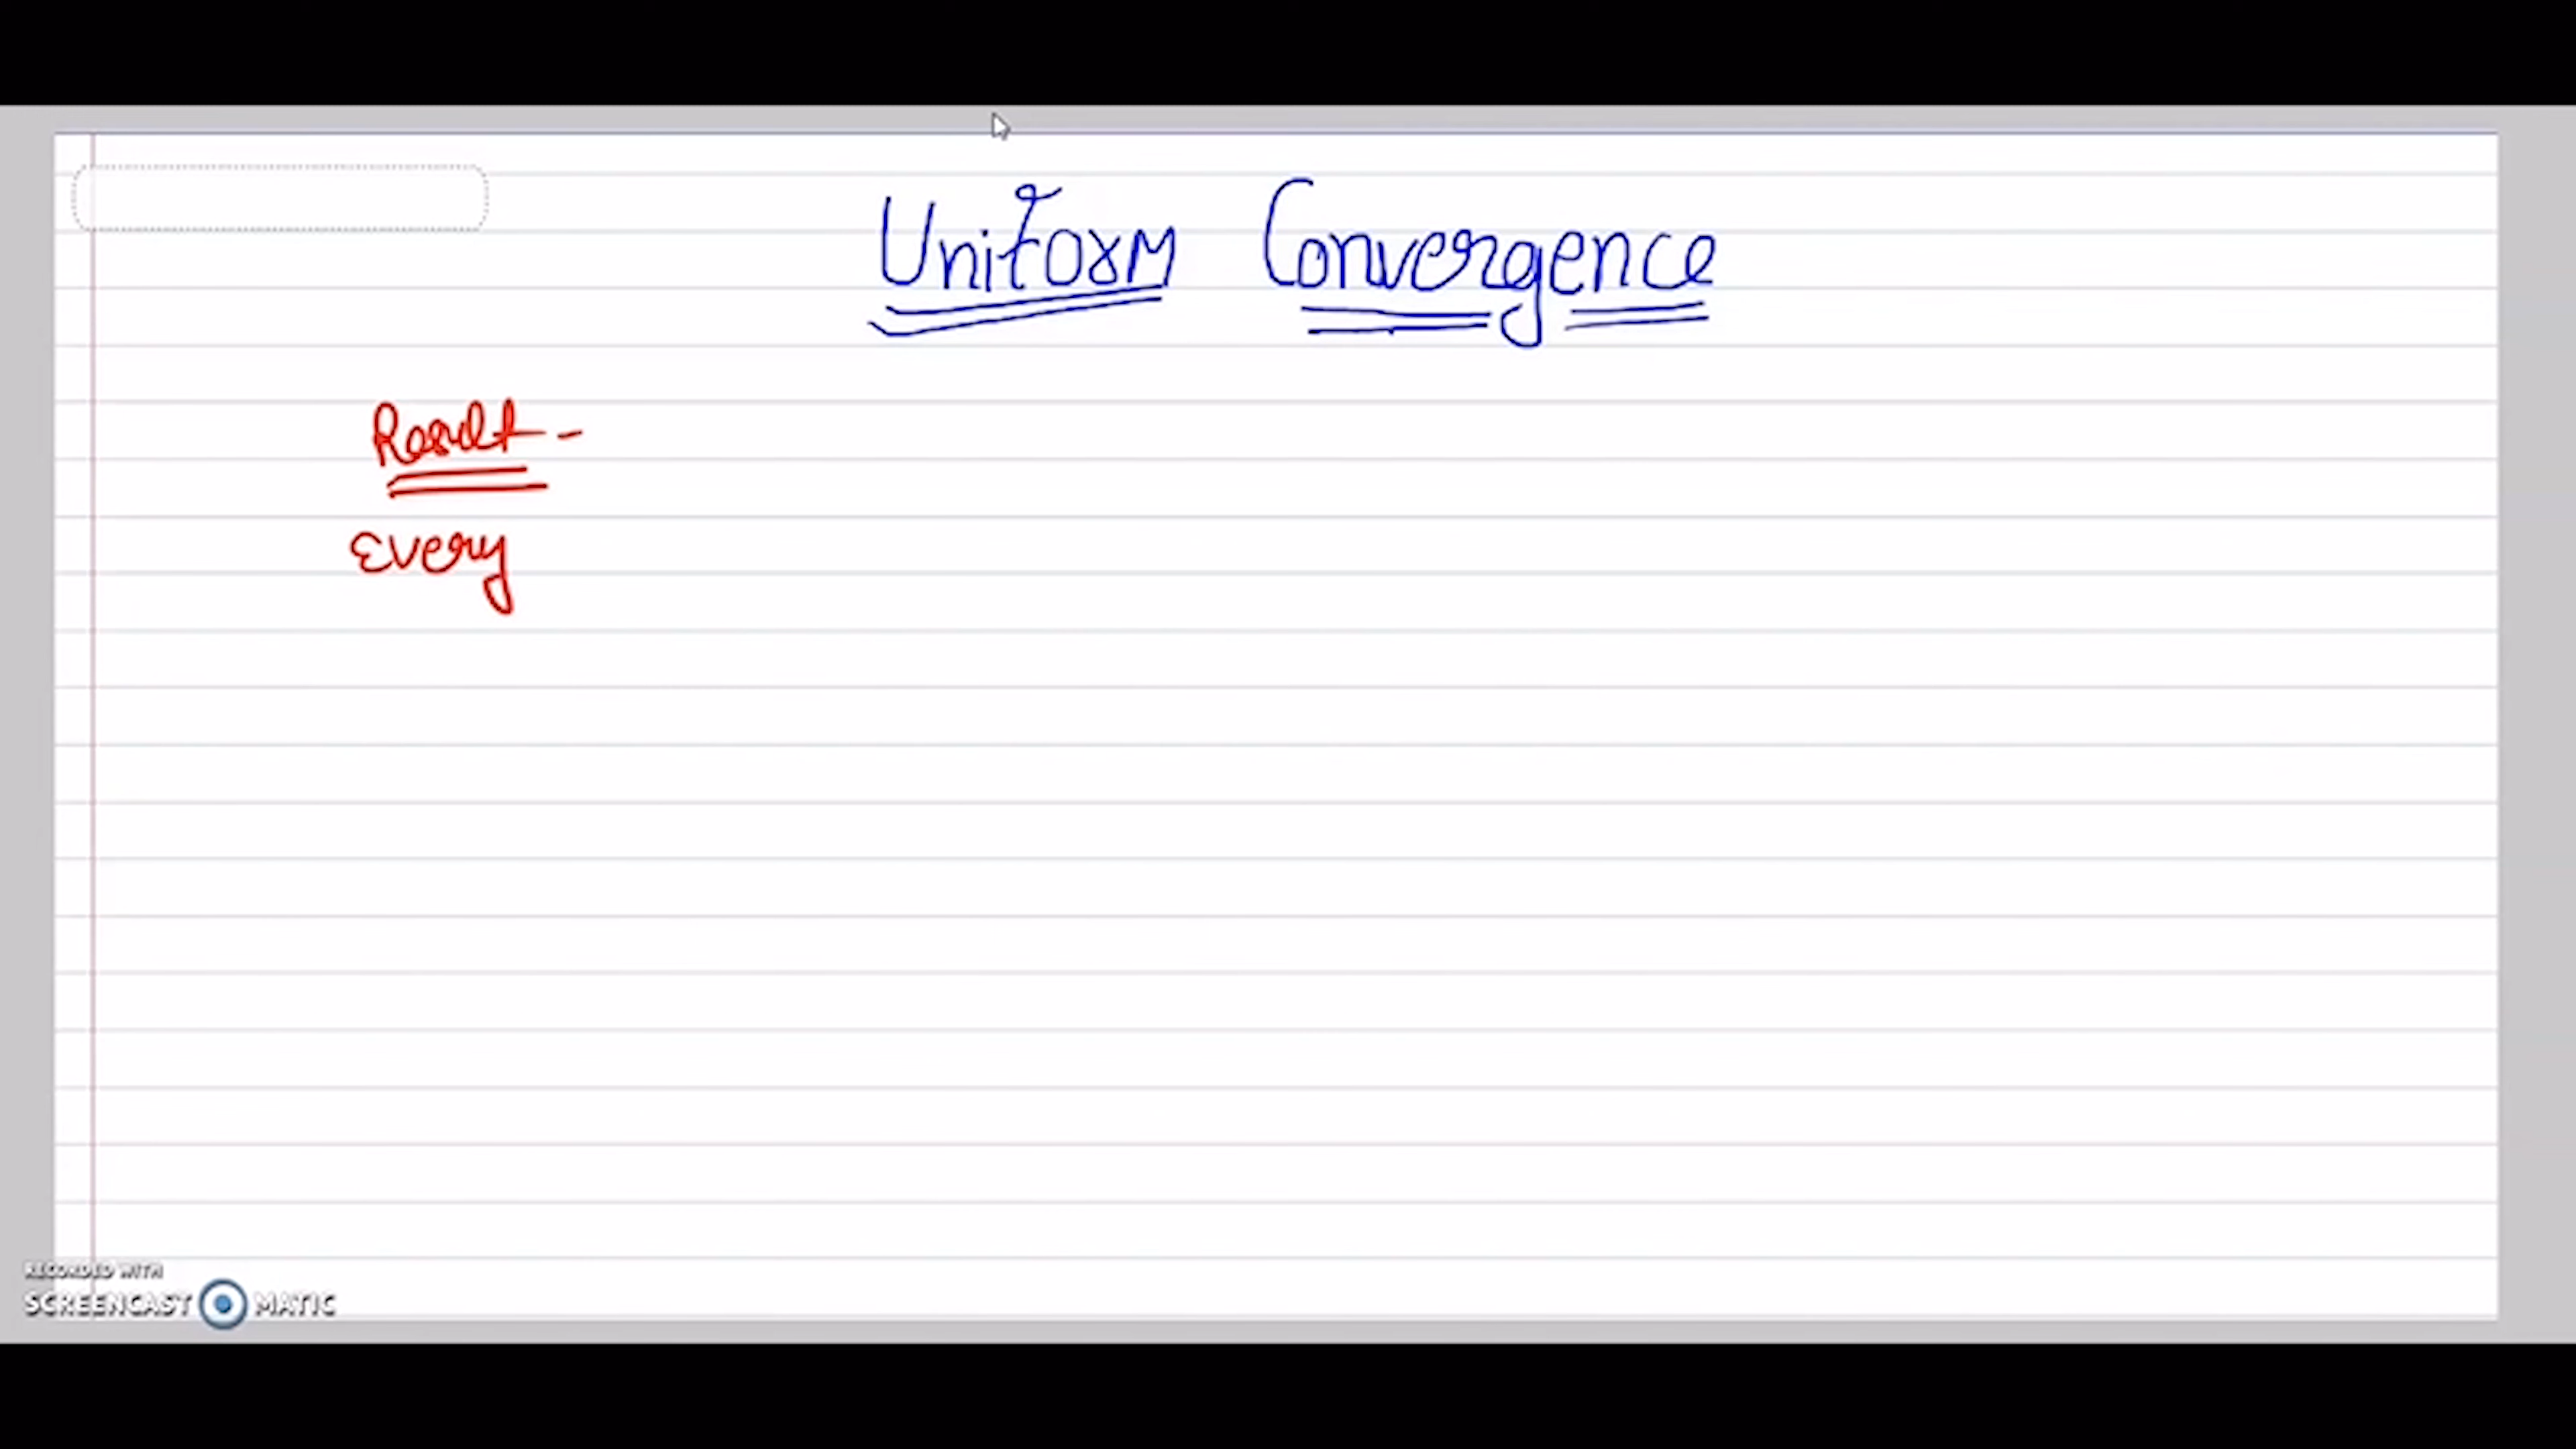 Uniform Convergence
Result -
Every
RECORDED WITH
SCREENCAST MATIC